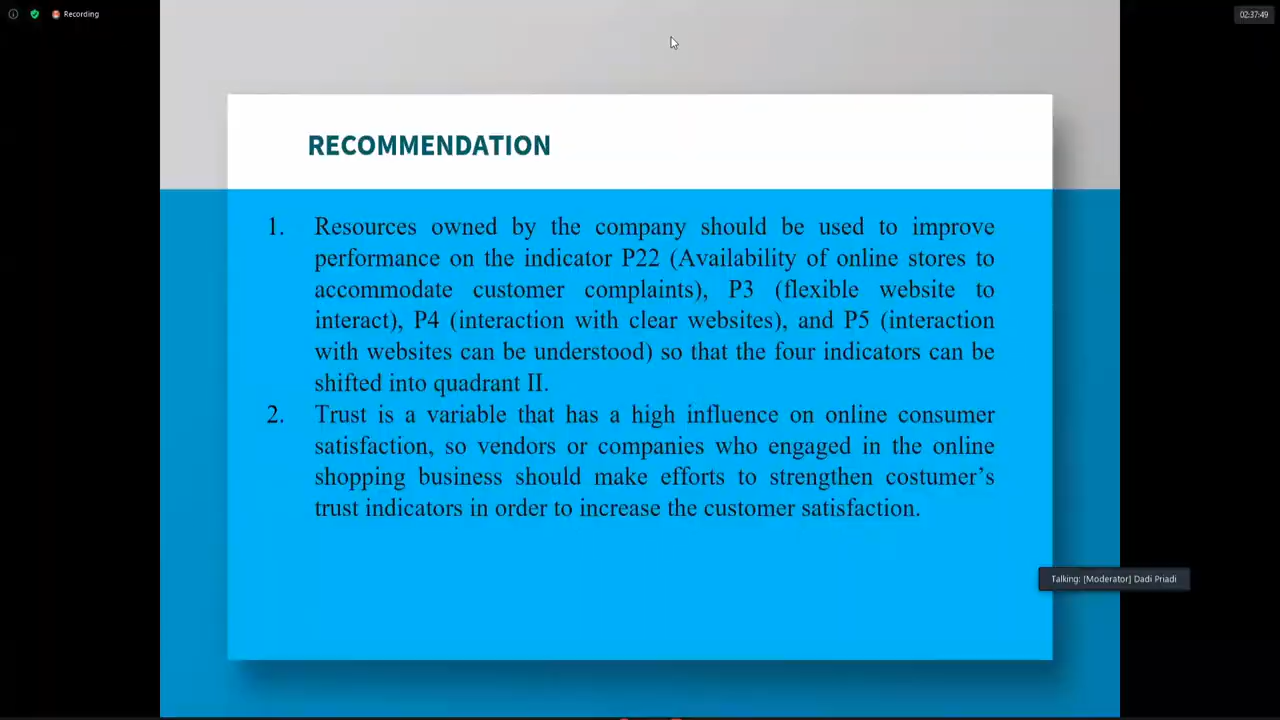 Recording
02:37:49
RECOMMENDATION
1. Resources owned by the company should be used to improve
performance on the indicator P22 (Availability of online stores to
accommodate customer complaints), P3 (flexible website to
interact), P4 (interaction with clear websites), and P5 (interaction
with websites can be understood) so that the four indicators can be
shifted into quadrant II.
2. Trust is a variable that has a high influence on online consumer
satisfaction, so vendors or companies who engaged in the online
shopping business should make efforts to strengthen costumer’s
trust indicators in order to increase the customer satisfaction.
Talking: [Moderator] Dadi Priadi